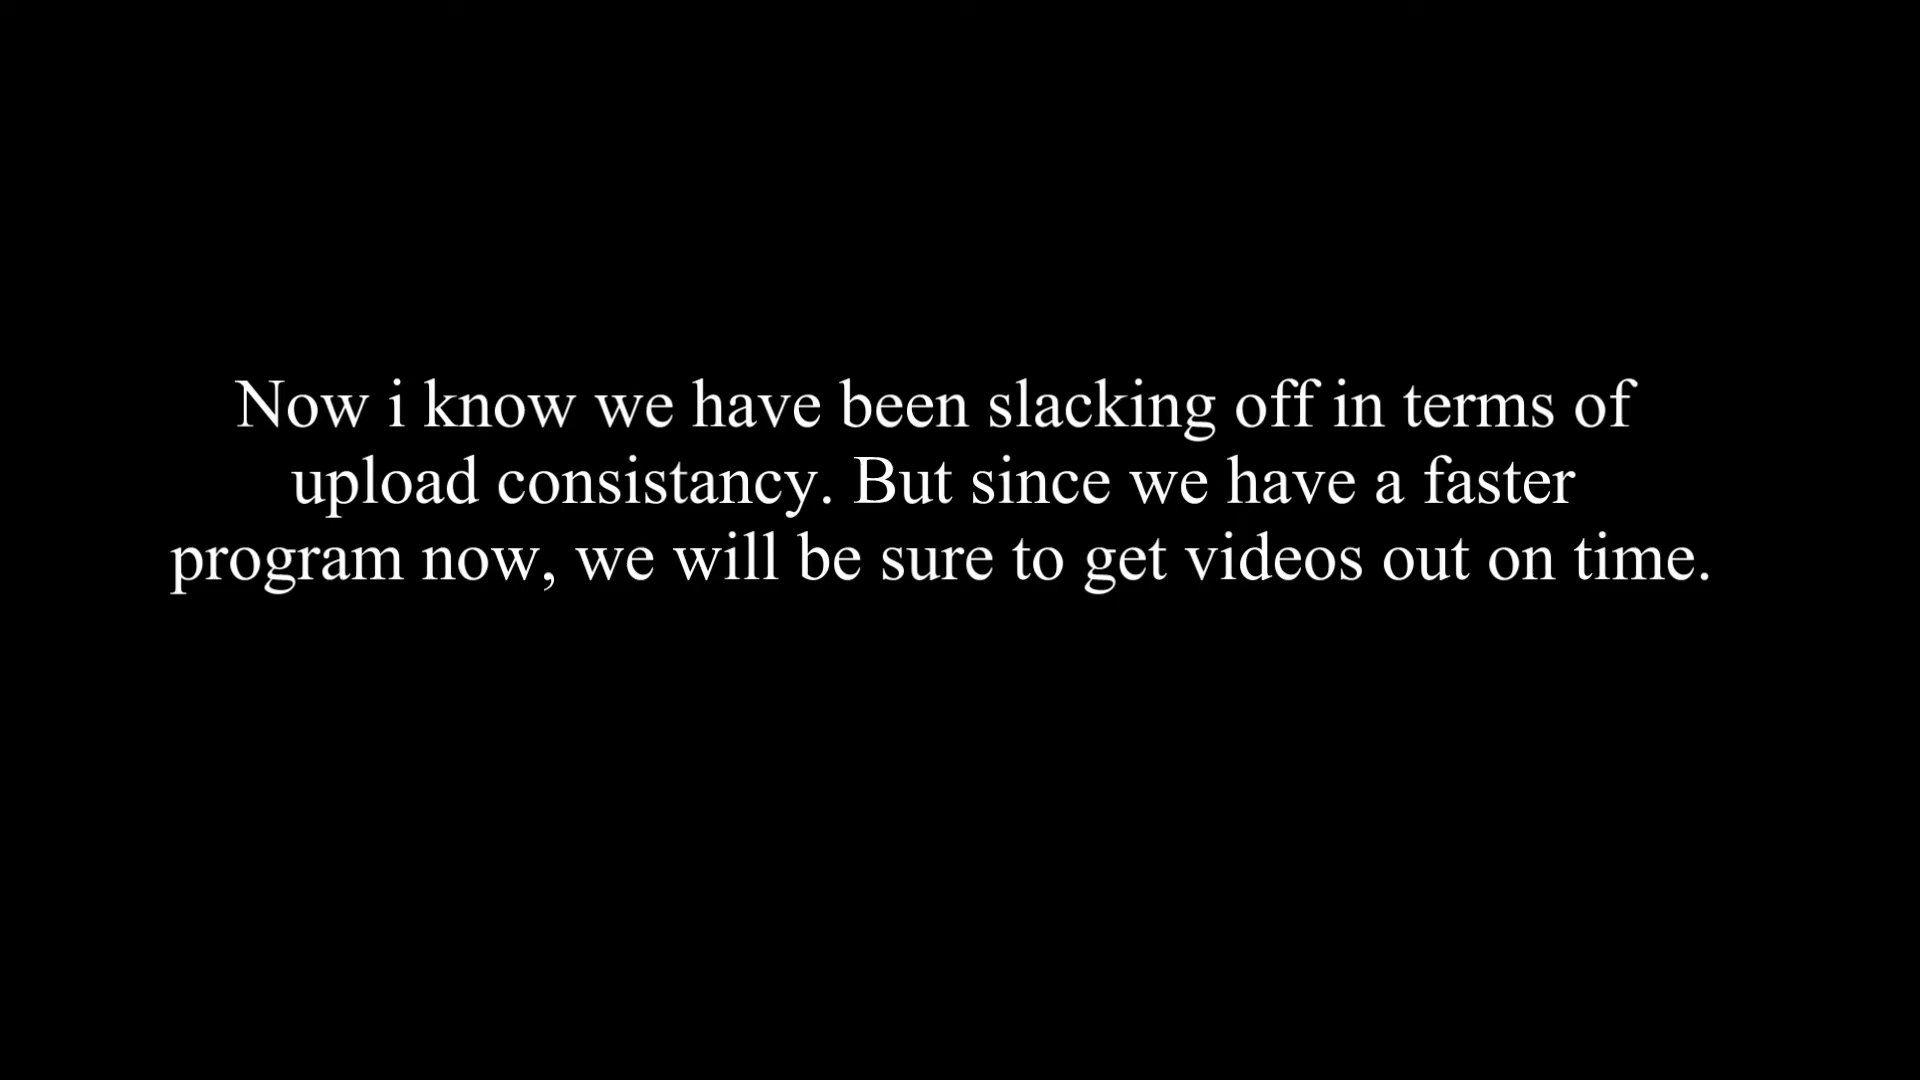 Now i know we have been slacking off in terms of
upload consistancy. But since we have a faster
program now, we will be sure to get videos out on time.